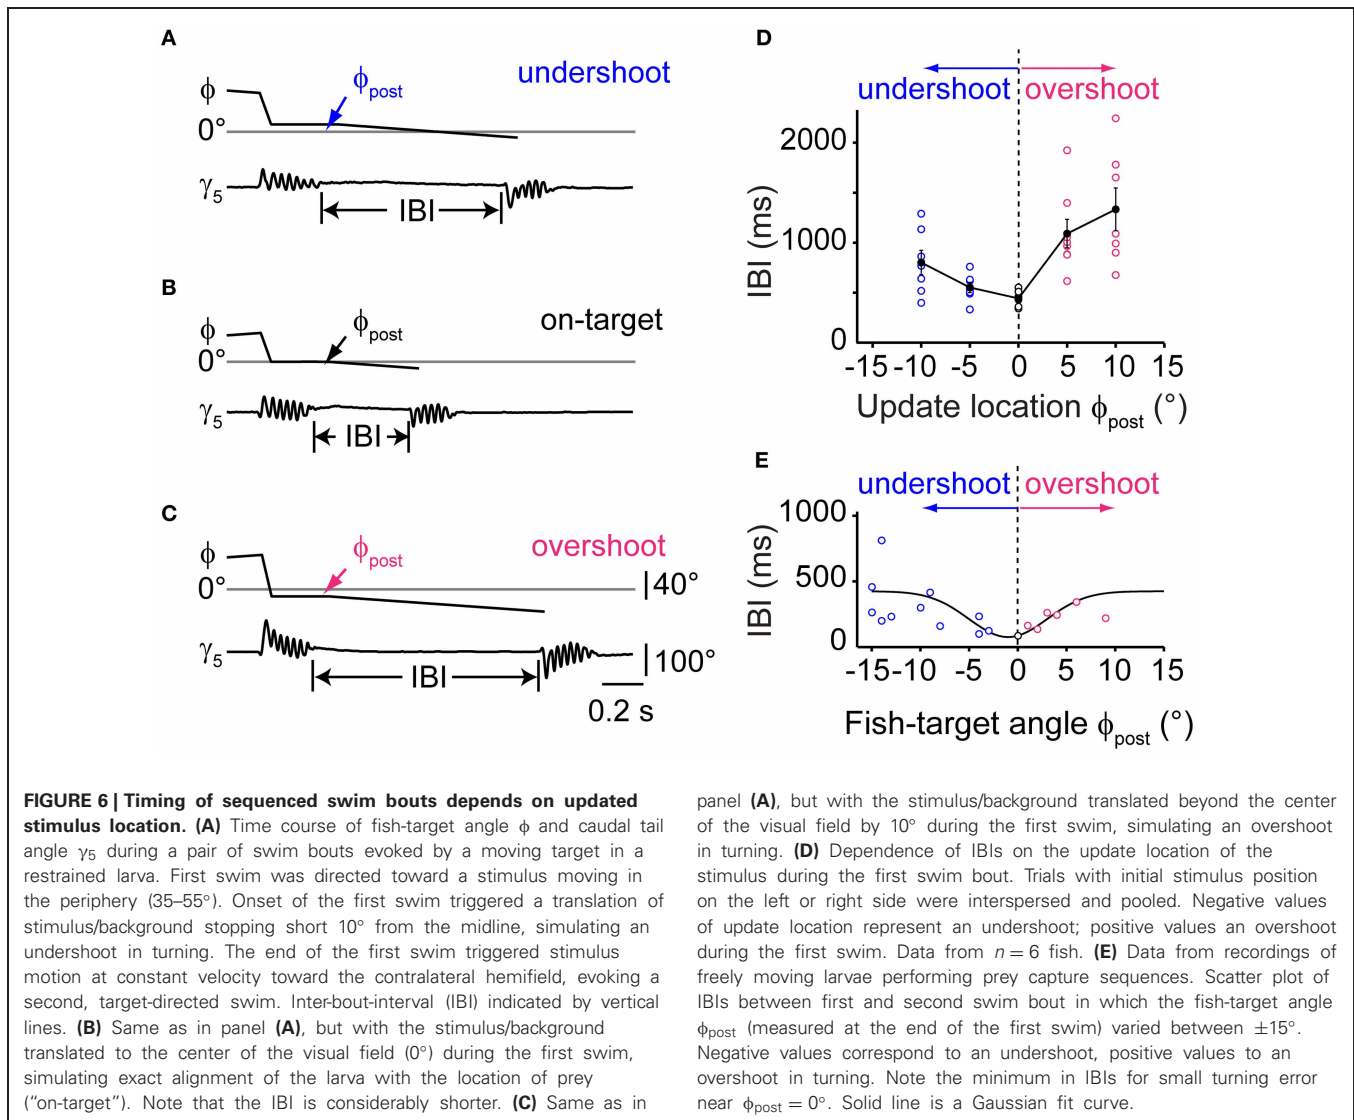 A
undershoot
ϕ
ϕpost
0°
γ5
IBI
B
on-target
ϕ
ϕpost
0°
γ5
IBI
C
overshoot
ϕ
ϕpost
0°
40°
γ5
100°
IBI
0.2 s
D
undershoot overshoot
2000
1000
0
IBI (ms)
-15 -10 -5 0 5 10 15
Update location ϕpost (°)
E
undershoot overshoot
1000
500
0
IBI (ms)
-15 -10 -5 0 5 10 15
Fish-target angle ϕpost (°)
FIGURE 6 | Timing of sequenced swim bouts depends on updated
stimulus location. (A) Time course of fish-target angle ϕ and caudal tail
angle γ5 during a pair of swim bouts evoked by a moving target in a
restrained larva. First swim was directed toward a stimulus moving in
the periphery (35–55°). Onset of the first swim triggered a translation of
stimulus/background stopping short 10° from the midline, simulating an
undershoot in turning. The end of the first swim triggered stimulus
motion at constant velocity toward the contralateral hemifield, evoking a
second, target-directed swim. Inter-bout-interval (IBI) indicated by vertical
lines. (B) Same as in panel (A), but with the stimulus/background
translated to the center of the visual field (0°) during the first swim,
simulating exact alignment of the larva with the location of prey
(“on-target”). Note that the IBI is considerably shorter. (C) Same as in
panel (A), but with the stimulus/background translated beyond the center
of the visual field by 10° during the first swim, simulating an overshoot
in turning. (D) Dependence of IBIs on the update location of the
stimulus during the first swim bout. Trials with initial stimulus position
on the left or right side were interspersed and pooled. Negative values
of update location represent an undershoot; positive values an overshoot
during the first swim. Data from n = 6 fish. (E) Data from recordings of
freely moving larvae performing prey capture sequences. Scatter plot of
IBIs between first and second swim bout in which the fish-target angle
ϕpost (measured at the end of the first swim) varied between ±15°.
Negative values correspond to an undershoot, positive values to an
overshoot in turning. Note the minimum in IBIs for small turning error
near ϕpost = 0°. Solid line is a Gaussian fit curve.